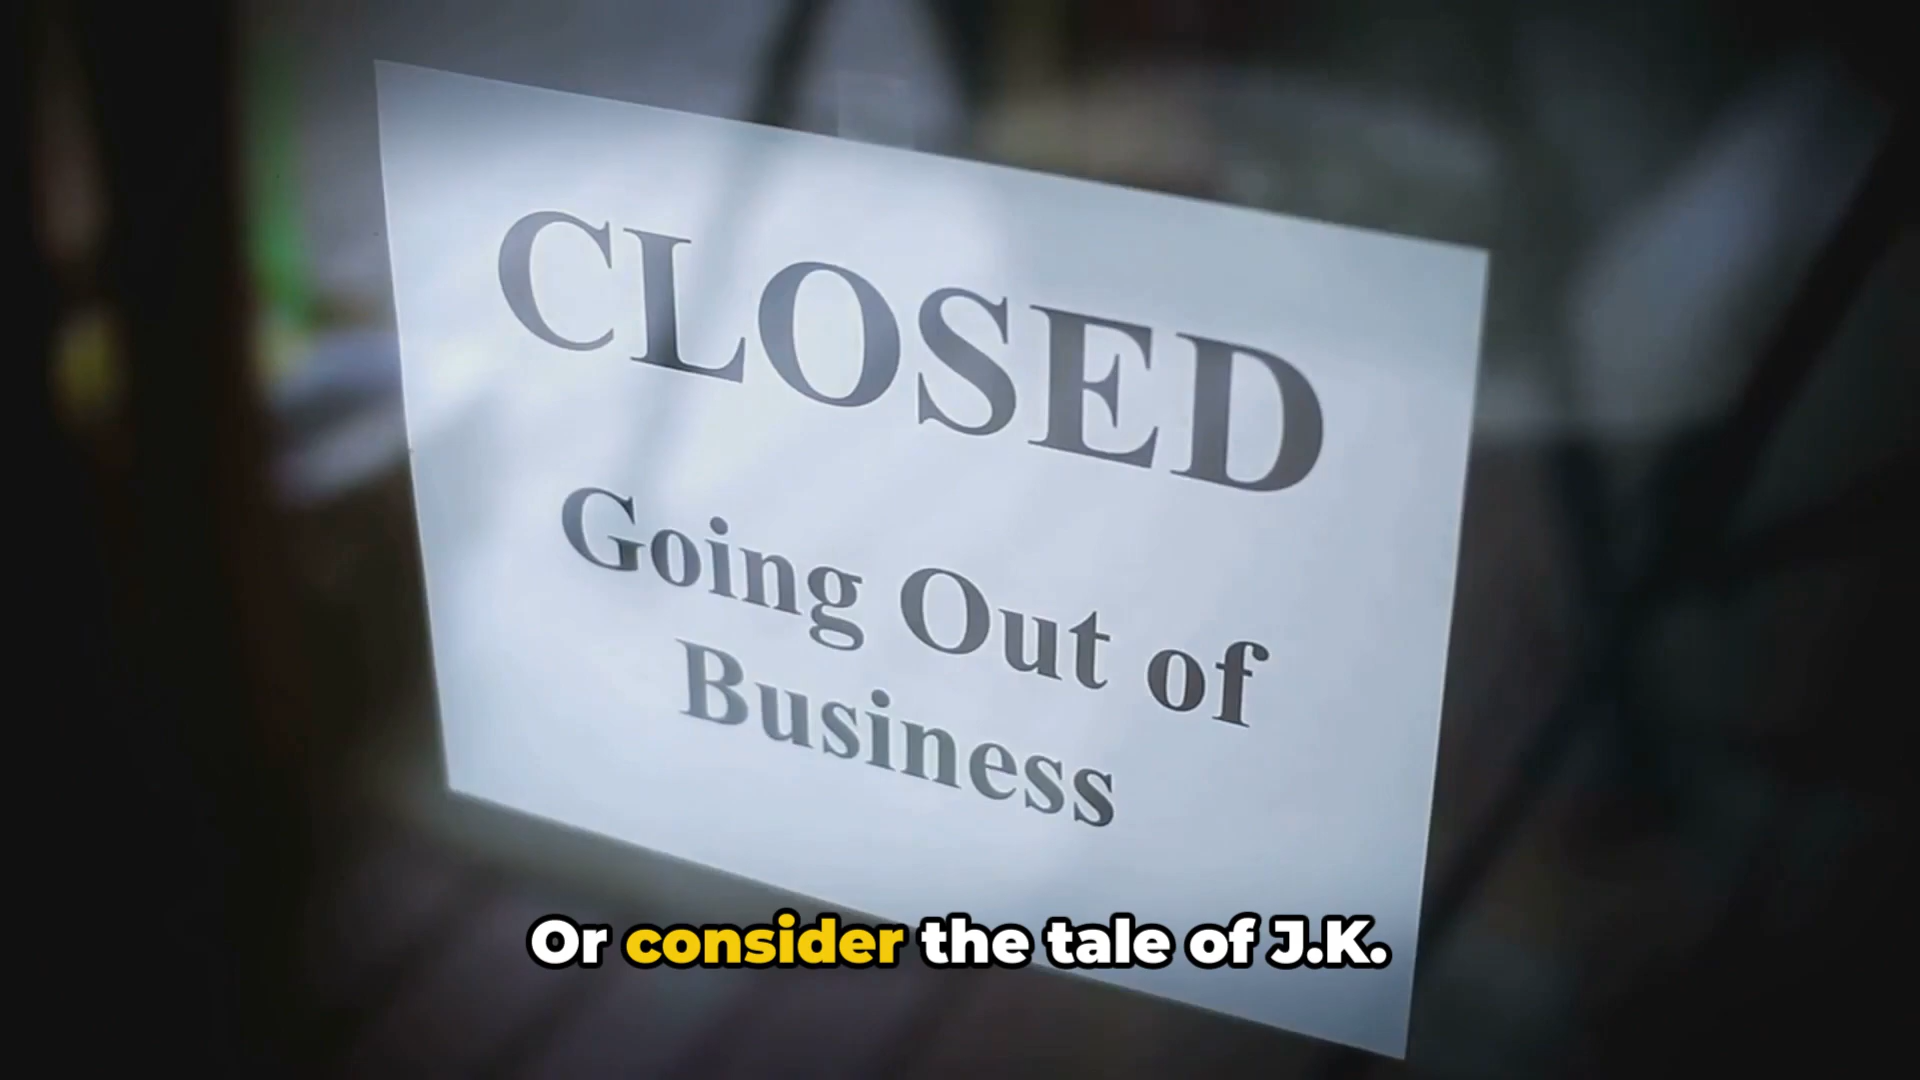 CLOSED
Going Out of
Business
Or consider the tale of J.K.